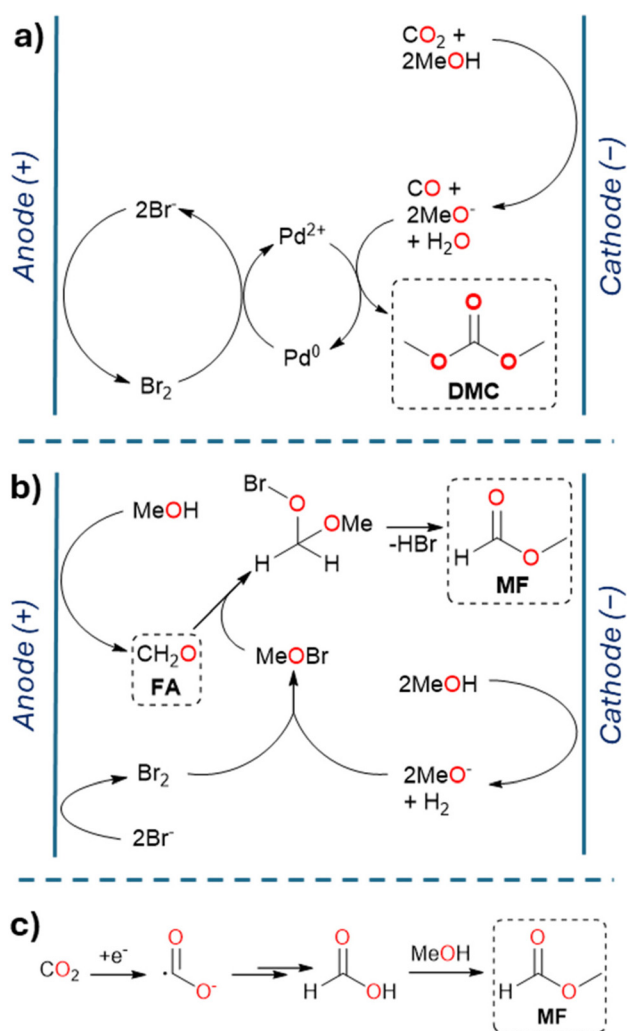 a)
CO₂ +
2MeOH
Anode (+)
Cathode (–)
CO +
2MeO⁻
+ H₂O
2Br⁻
Pd²⁺
Pd⁰
Br₂
O
O
O
DMC
b)
Br
O
OMe
H
H
-HBr
O
H
O
MF
MeOH
Anode (+)
Cathode (–)
CH₂O
FA
MeOBr
2MeOH
Br₂
2MeO⁻
+ H₂
2Br⁻
c)
CO₂
+e⁻
O
O⁻
O
H
OH
MeOH
O
H
O
MF